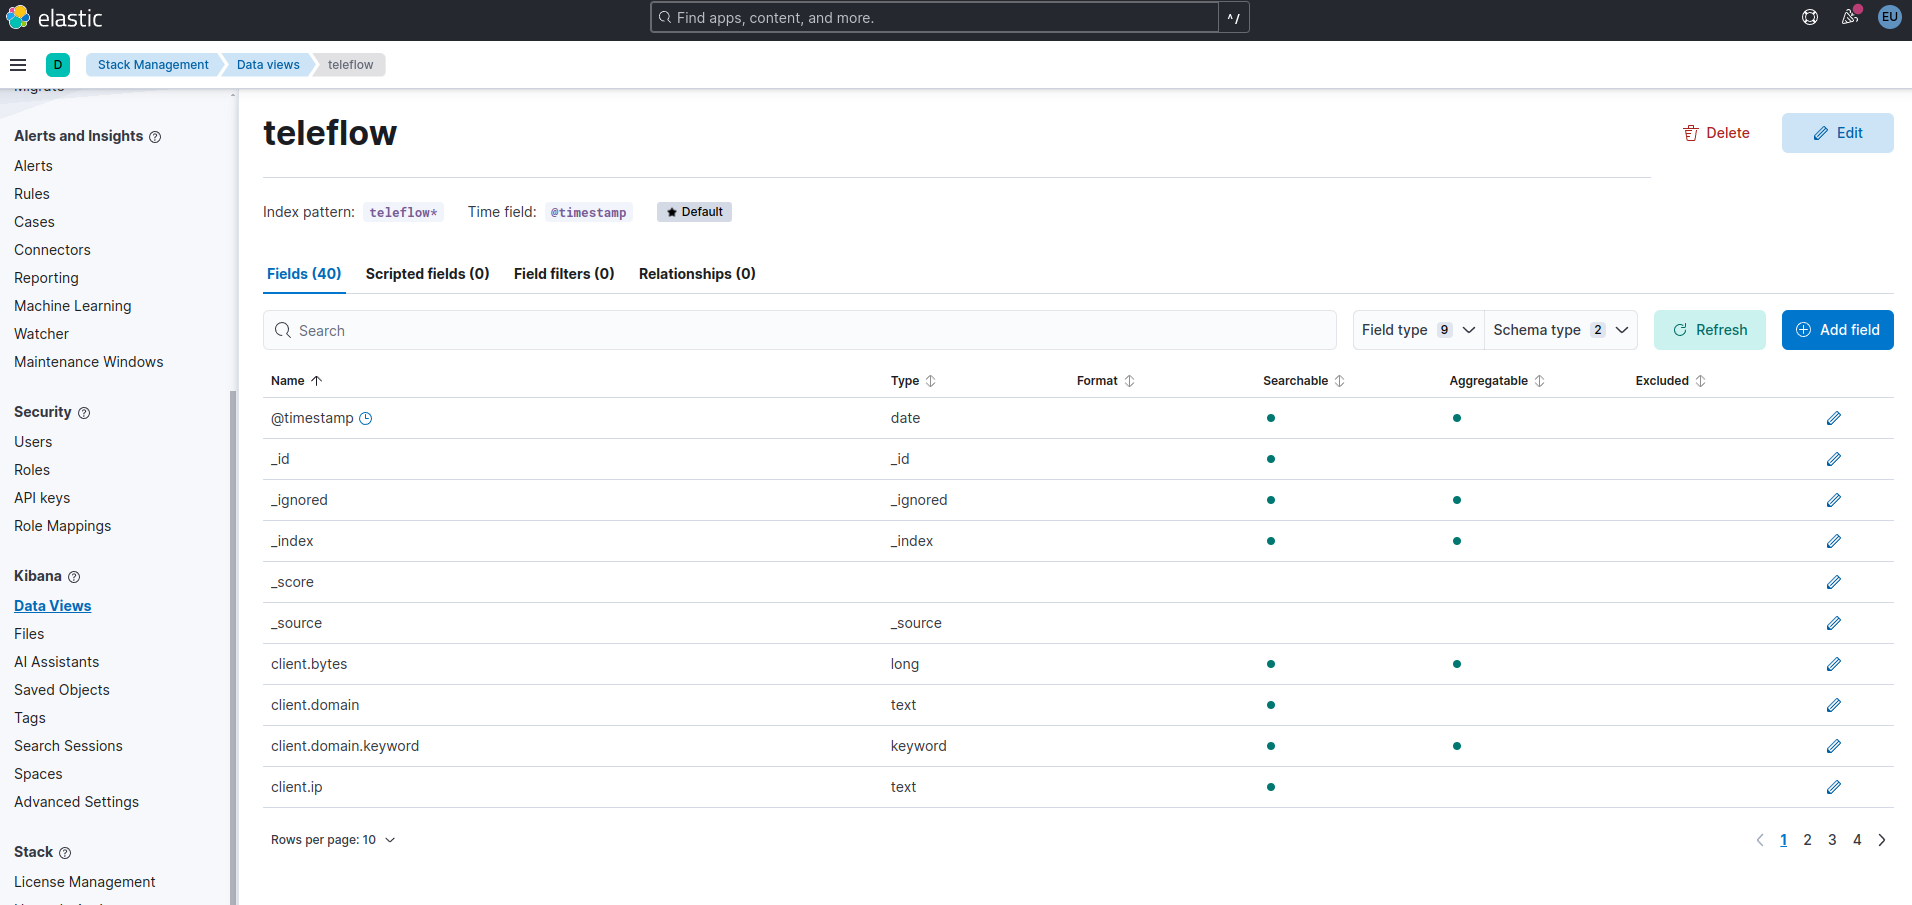 elastic
Find apps, content, and more.
^/
EU
D
Stack Management
Data views
teleflow
Migrate
Alerts and Insights
Alerts
Rules
Cases
Connectors
Reporting
Machine Learning
Watcher
Maintenance Windows
Security
Users
Roles
API keys
Role Mappings
Kibana
Data Views
Files
AI Assistants
Saved Objects
Tags
Search Sessions
Spaces
Advanced Settings
Stack
License Management
teleflow
Delete
Edit
Index pattern: teleflow* Time field: @timestamp Default
Fields (40) Scripted fields (0) Field filters (0) Relationships (0)
Search
Field type 9
Schema type 2
Refresh
Add field
Name Type Format Searchable Aggregatable Excluded
@timestamp date
_id _id
_ignored _ignored
_index _index
_score
_source _source
client.bytes long
client.domain text
client.domain.keyword keyword
client.ip text
Rows per page: 10
1 2 3 4